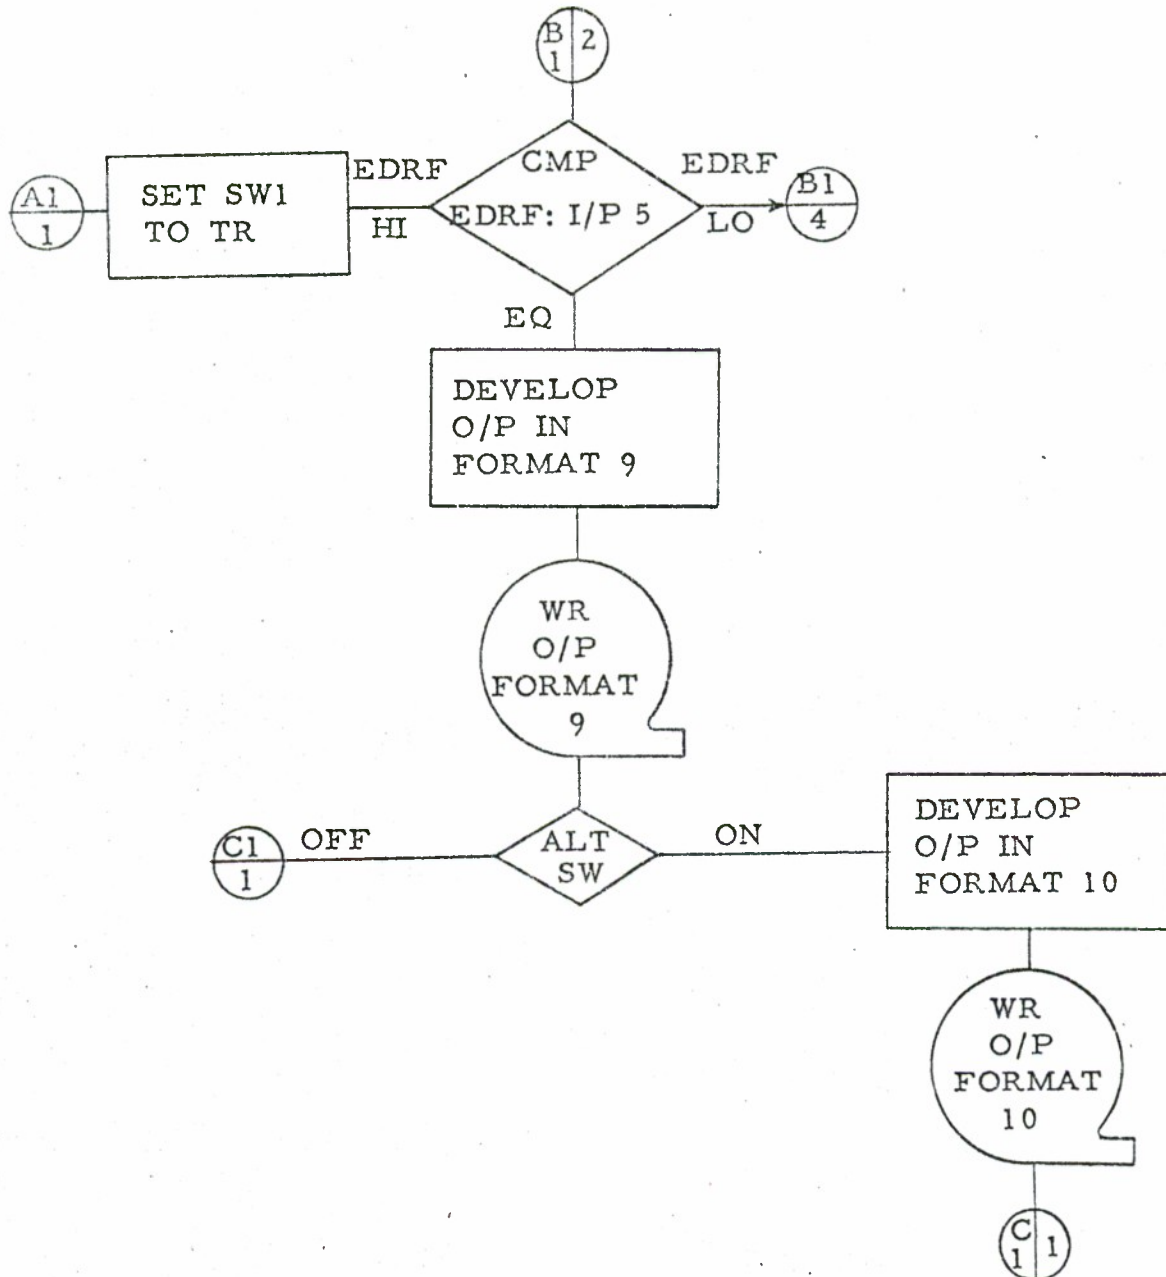 B 2
1
CMP
EDRF: I/P 5
EDRF
HI
EDRF
LO
A1
1
SET SW1
TO TR
B1
4
EQ
DEVELOP
O/P IN
FORMAT 9
WR
O/P
FORMAT
9
ALT
SW
OFF
C1
1
ON
DEVELOP
O/P IN
FORMAT 10
WR
O/P
FORMAT
10
C 1
1